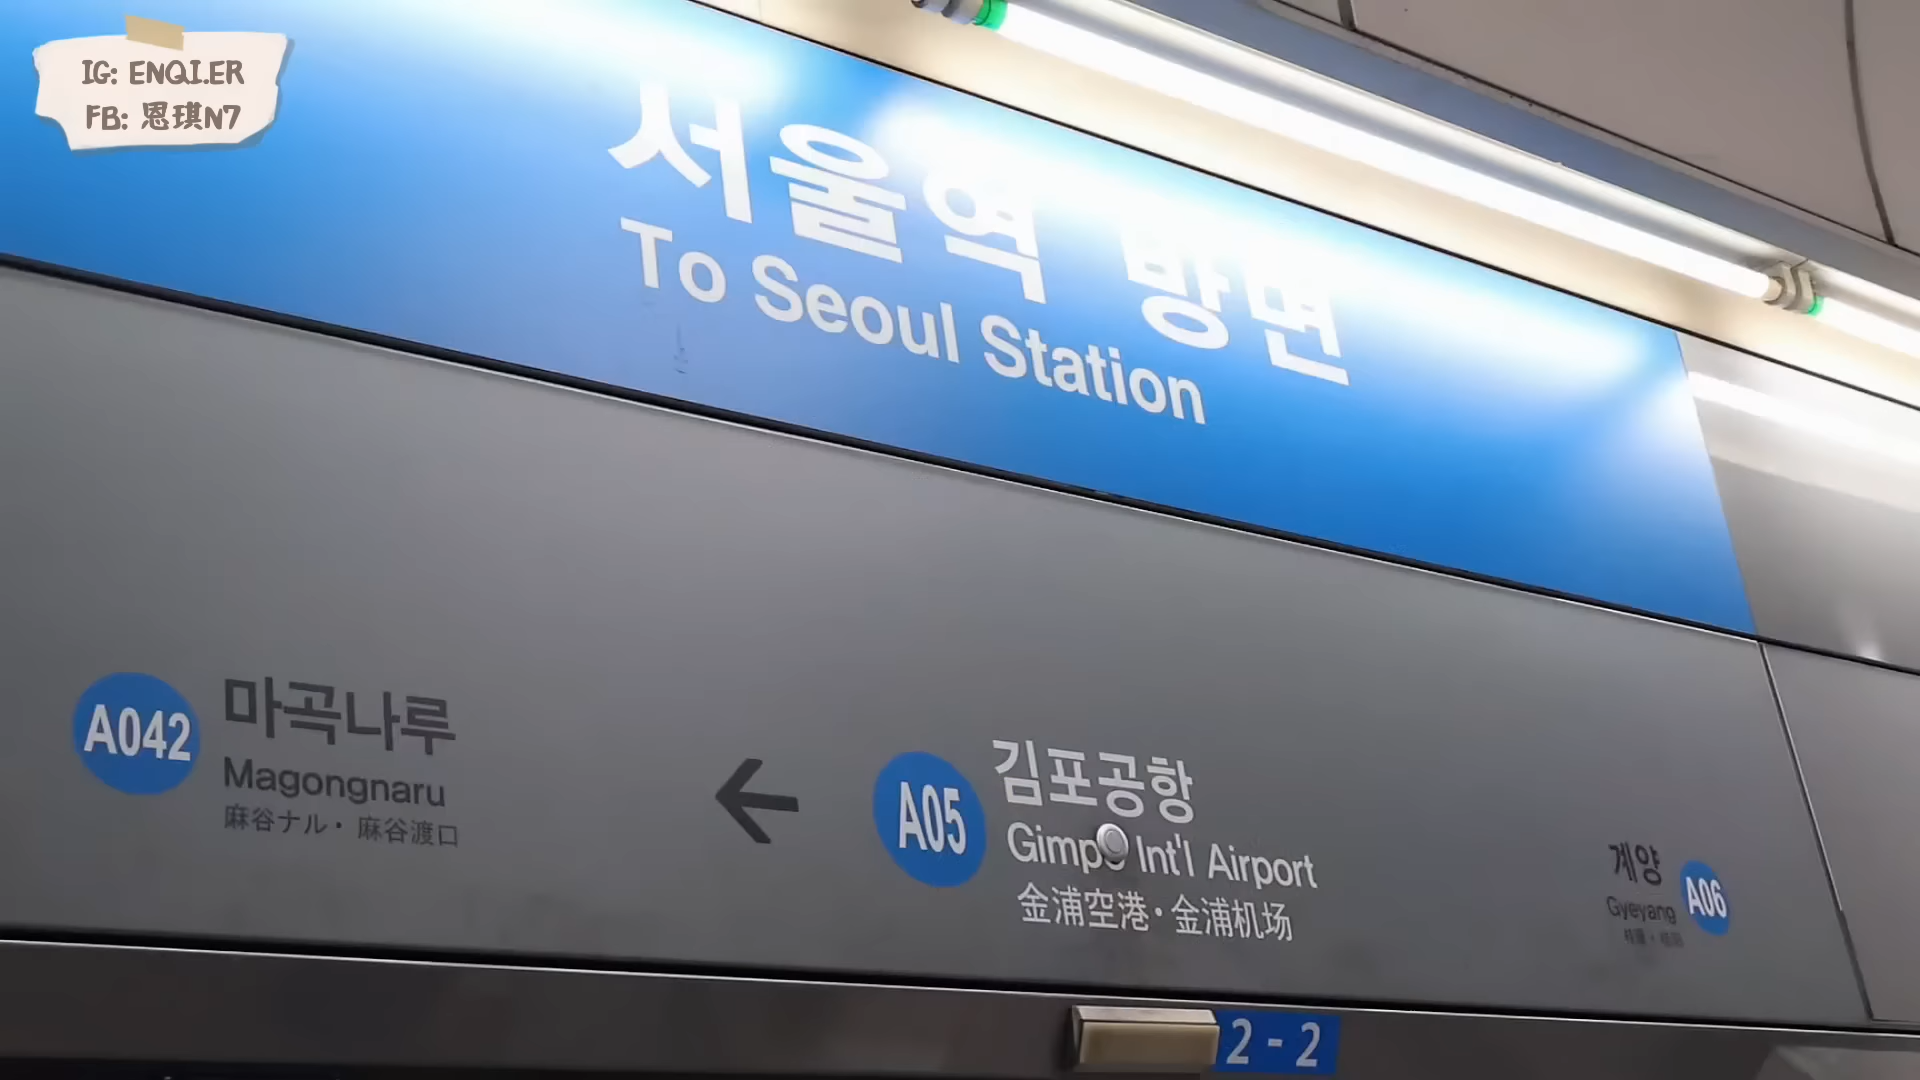 IG: ENQI.ER
FB: 恩琪N7
서울역 방면
To Seoul Station
A042
마곡나루
Magongnaru
麻谷ナル・麻谷渡口
A05
김포공항
Gimpo Int'l Airport
金浦空港・金浦机场
계양
Gyeyang
A06
2-2